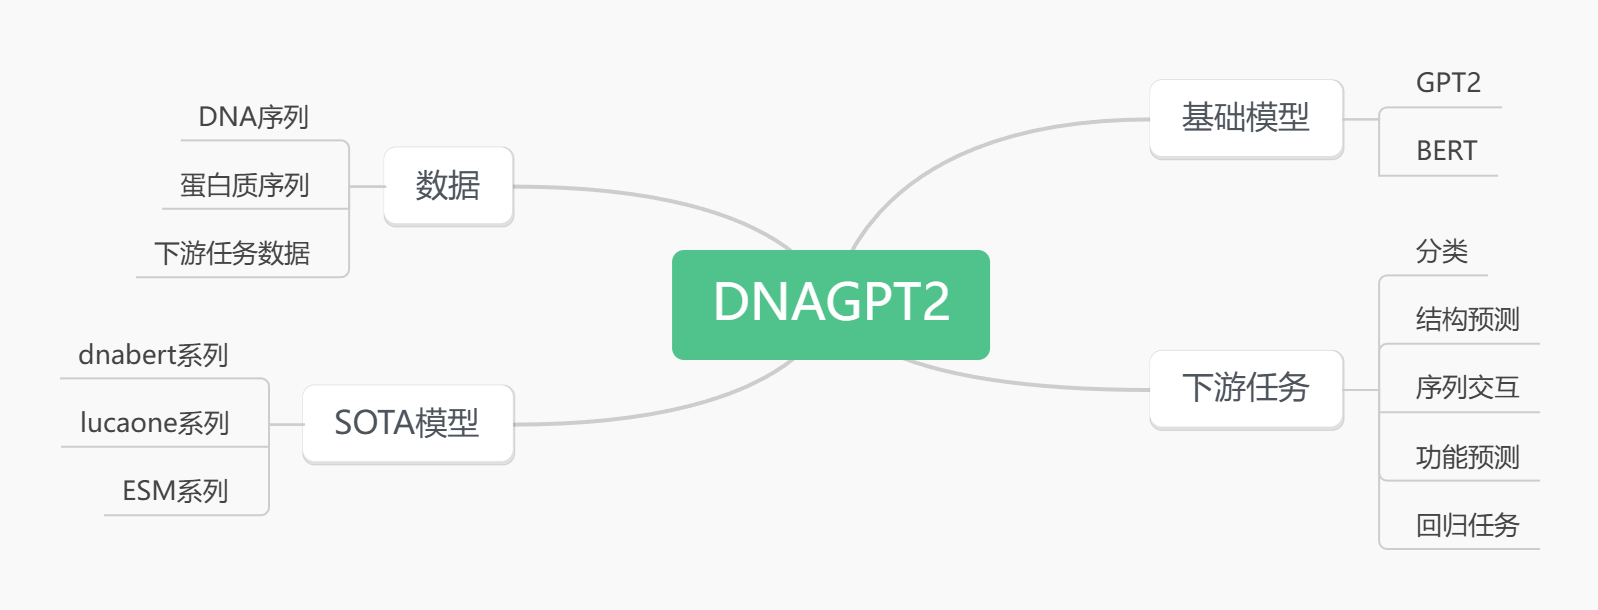 DNAGPT2
基础模型
GPT2
BERT
下游任务
分类
结构预测
序列交互
功能预测
回归任务
数据
DNA序列
蛋白质序列
下游任务数据
SOTA模型
dnabert系列
lucaone系列
ESM系列